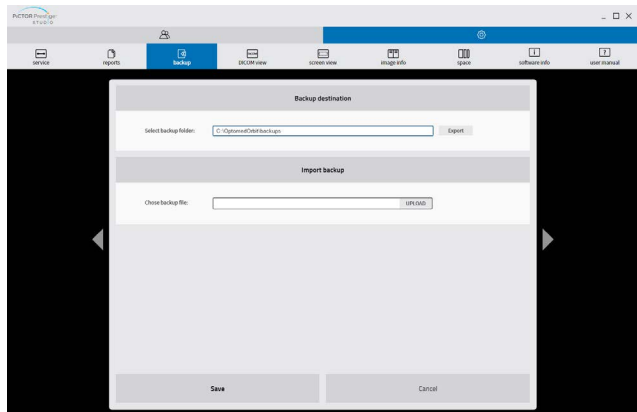 PiCTOR Prestige
STUDIO
service reports backup DICOM view screen view image info space software info user manual
Backup destination
Select backup folder: C:\OptomedOrbit\backups Export
Import backup
Chose backup file: UPLOAD
Save Cancel